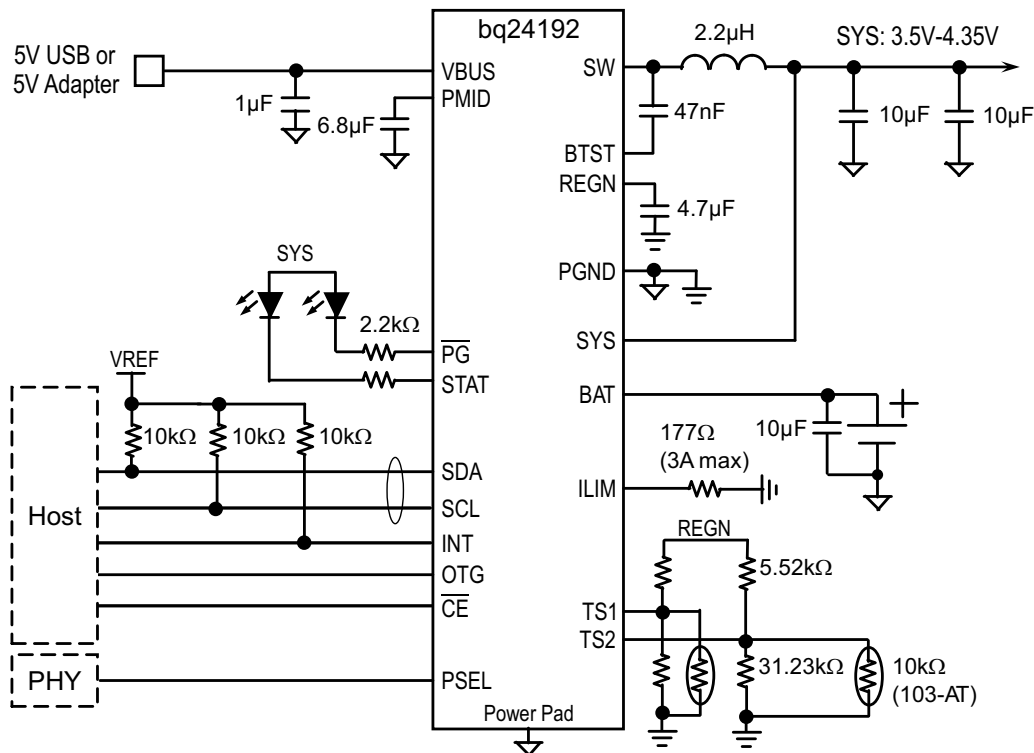 bq24192
5V USB or
5V Adapter
VBUS
PMID
1µF
6.8µF
SW
2.2µH
SYS: 3.5V-4.35V
47nF
10µF
10µF
BTST
REGN
4.7µF
PGND
SYS
SYS
2.2kΩ
PG
STAT
VREF
10kΩ
10kΩ
10kΩ
BAT
10µF
177Ω
(3A max)
ILIM
Host
SDA
SCL
INT
OTG
CE
REGN
5.52kΩ
TS1
TS2
31.23kΩ
10kΩ
(103-AT)
PHY
PSEL
Power Pad